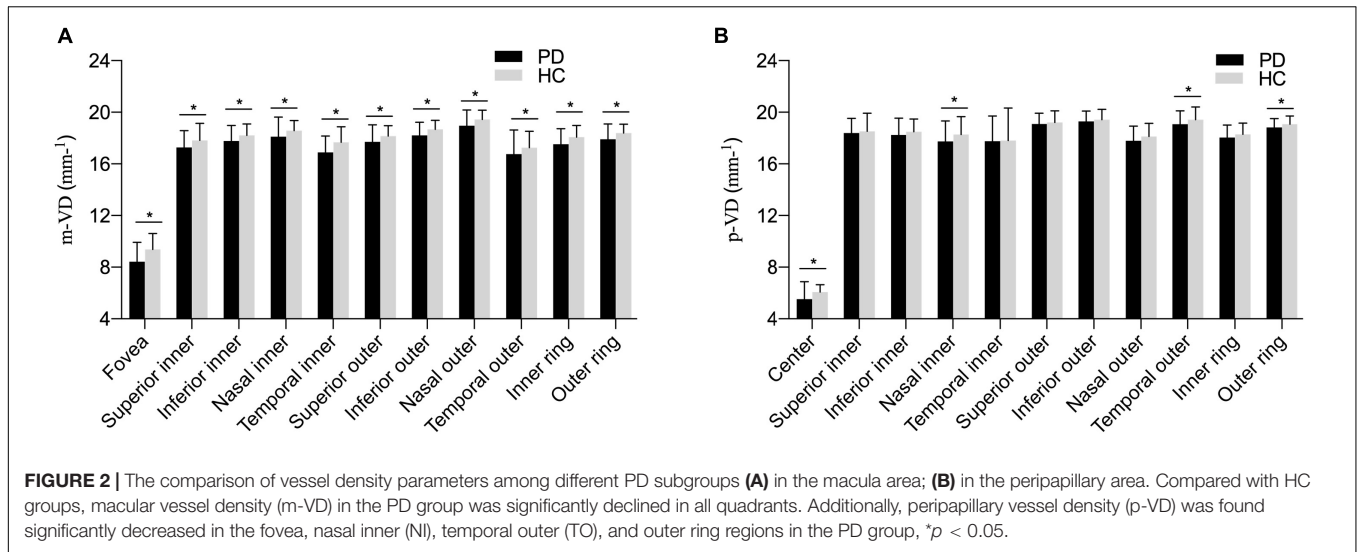 A
PD
HC
24
20
16
12
8
4
m-VD (mm-1)
* * * * * * * * * * *
Fovea
Superior inner
Inferior inner
Nasal inner
Temporal inner
Superior outer
Inferior outer
Nasal outer
Temporal outer
Inner ring
Outer ring
B
PD
HC
24
20
16
12
8
4
p-VD (mm-1)
* * * *
Center
Superior inner
Inferior inner
Nasal inner
Temporal inner
Superior outer
Inferior outer
Nasal outer
Temporal outer
Inner ring
Outer ring
FIGURE 2 | The comparison of vessel density parameters among different PD subgroups (A) in the macula area; (B) in the peripapillary area. Compared with HC
groups, macular vessel density (m-VD) in the PD group was significantly declined in all quadrants. Additionally, peripapillary vessel density (p-VD) was found
significantly decreased in the fovea, nasal inner (NI), temporal outer (TO), and outer ring regions in the PD group, *p < 0.05.